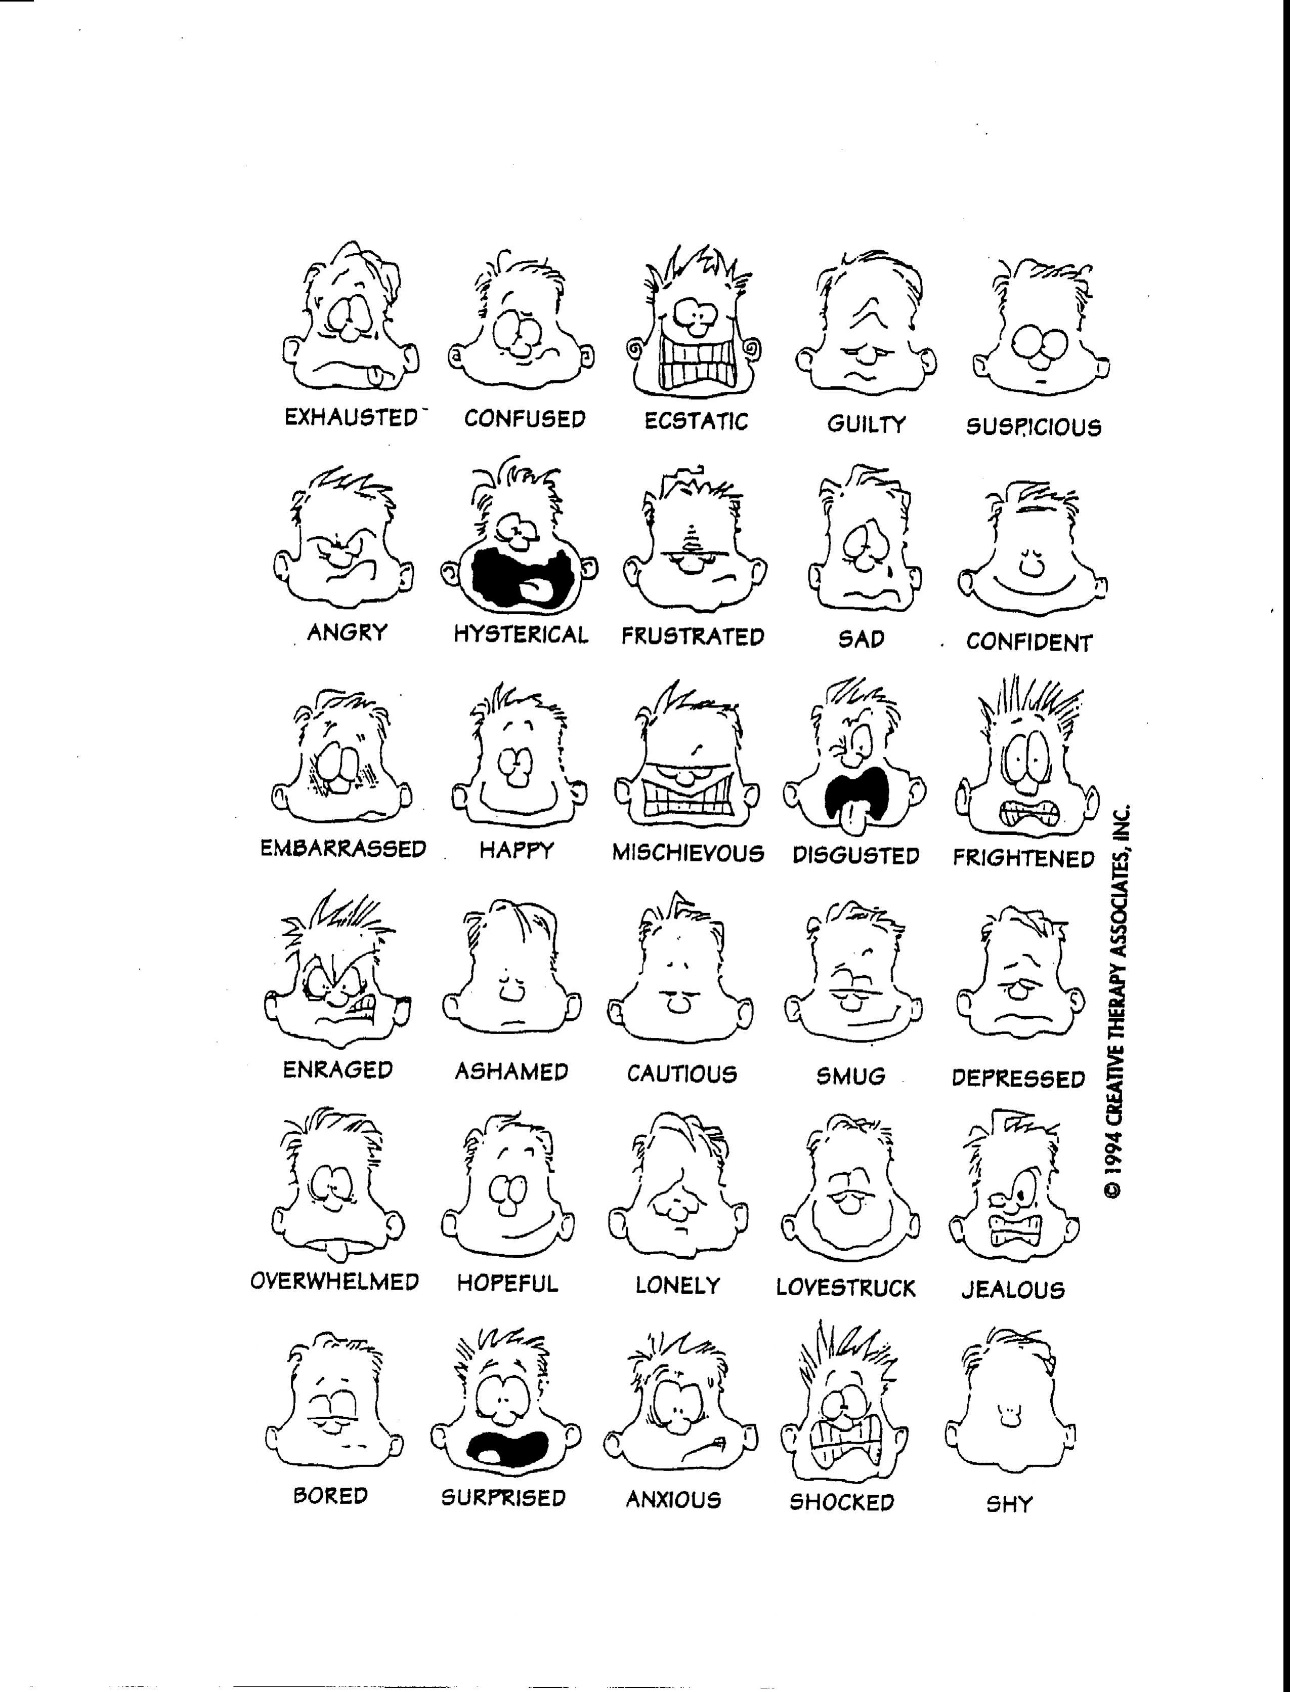 EXHAUSTED CONFUSED ECSTATIC GUILTY SUSPICIOUS
ANGRY HYSTERICAL FRUSTRATED SAD CONFIDENT
EMBARRASSED HAPPY MISCHIEVOUS DISGUSTED FRIGHTENED
ENRAGED ASHAMED CAUTIOUS SMUG DEPRESSED
OVERWHELMED HOPEFUL LONELY LOVESTRUCK JEALOUS
BORED SURPRISED ANXIOUS SHOCKED SHY
© 1994 CREATIVE THERAPY ASSOCIATES, INC.